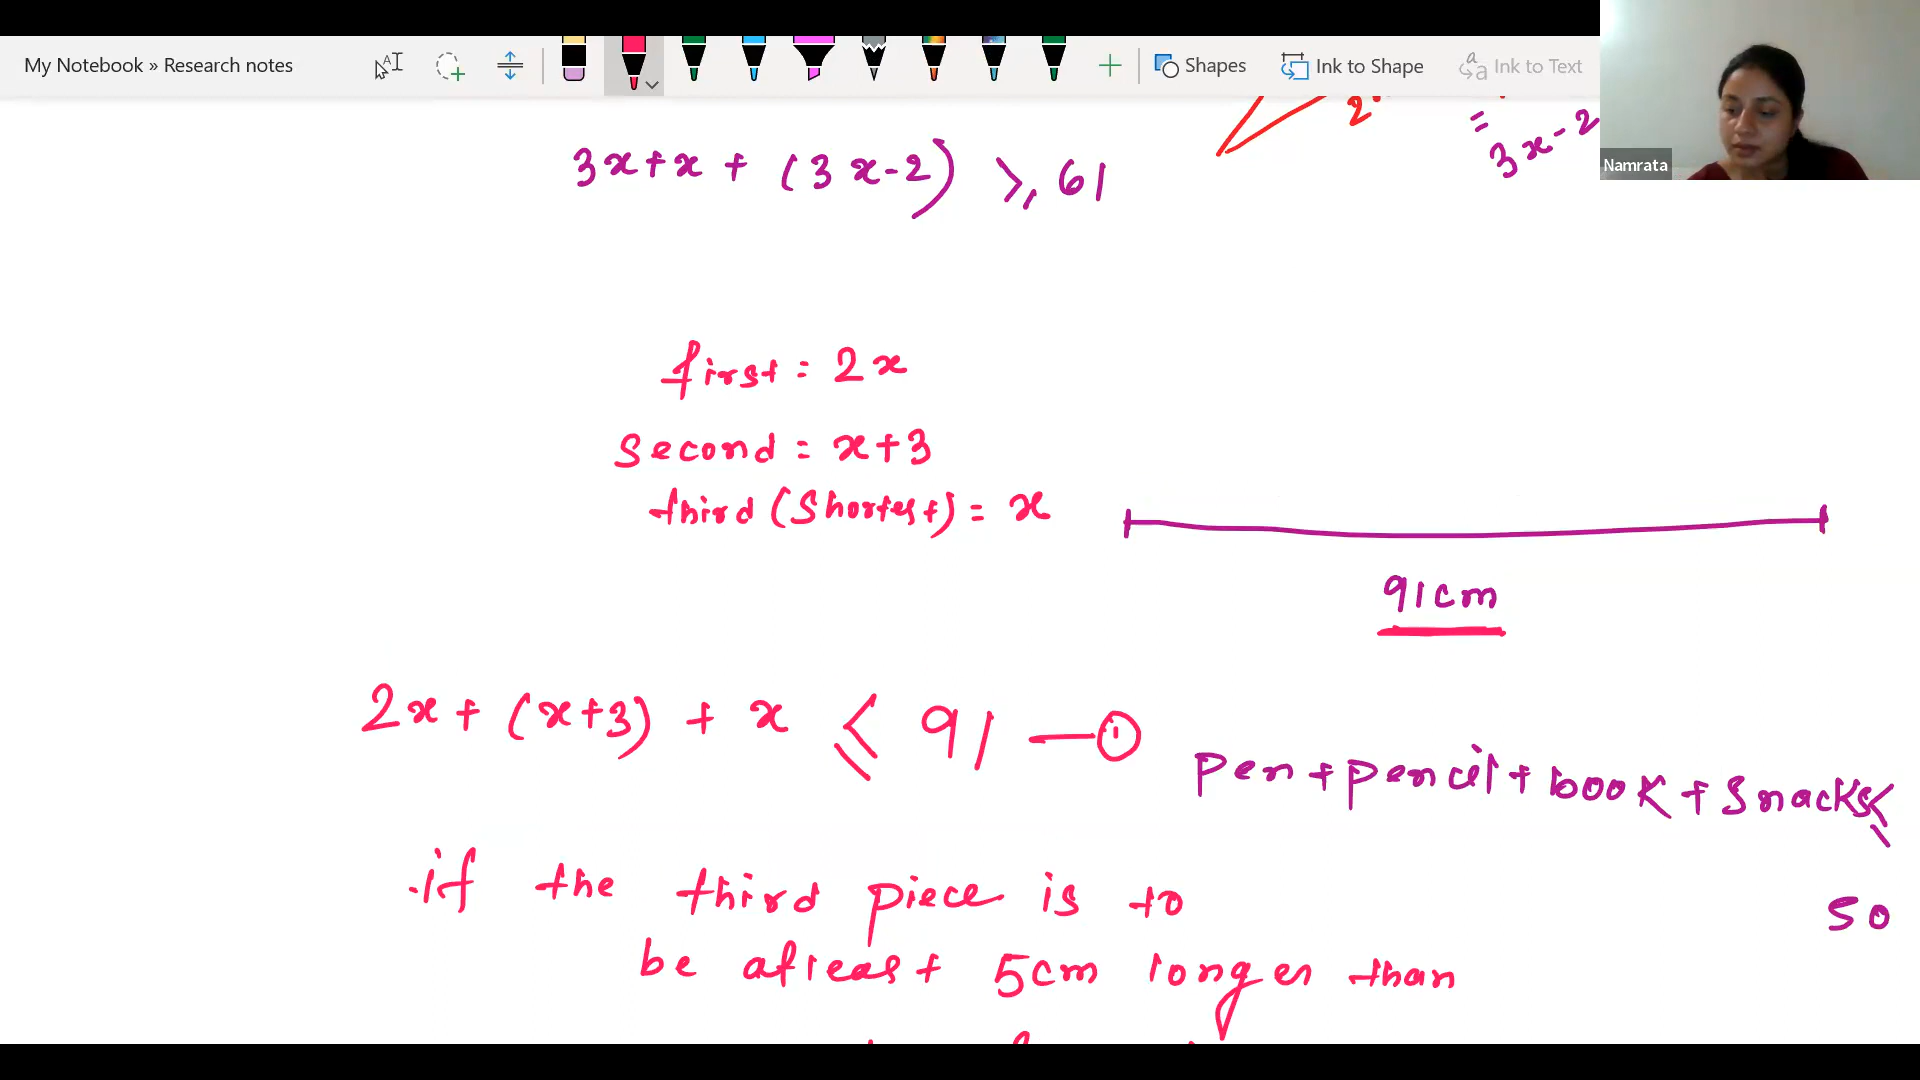 My Notebook » Research notes
Shapes
Ink to Shape
Ink to Text
Namrata
3x+x + (3x-2) ≥ 61
=
3x-2
first = 2x
second = x+3
third (shortest) = x
91cm
2x + (x+3) + x ≤ 91 — ①
pen + pencil + book + snacks ≤
50
if the third piece is to
be atleast 5cm longer than